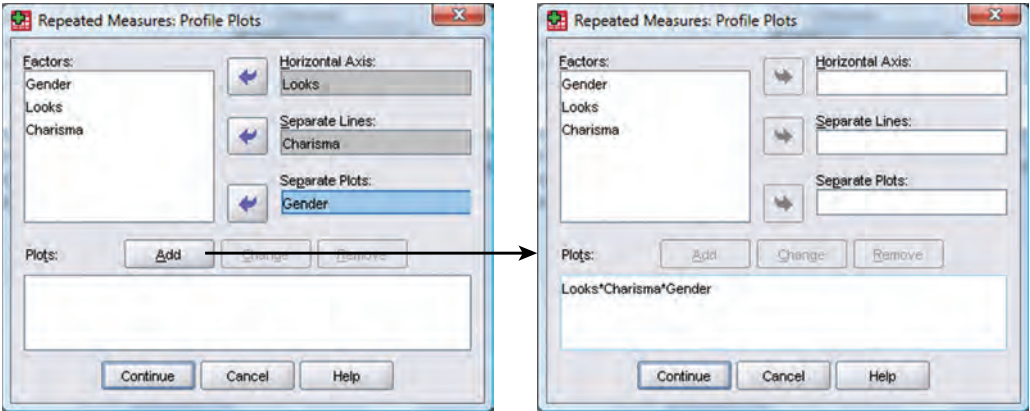 Repeated Measures: Profile Plots
Factors:
Gender
Looks
Charisma
Horizontal Axis:
Looks
Separate Lines:
Charisma
Separate Plots:
Gender
Plots:
Add
Change
Remove
Continue
Cancel
Help
Repeated Measures: Profile Plots
Factors:
Gender
Looks
Charisma
Horizontal Axis:
Separate Lines:
Separate Plots:
Plots:
Add
Change
Remove
Looks*Charisma*Gender
Continue
Cancel
Help